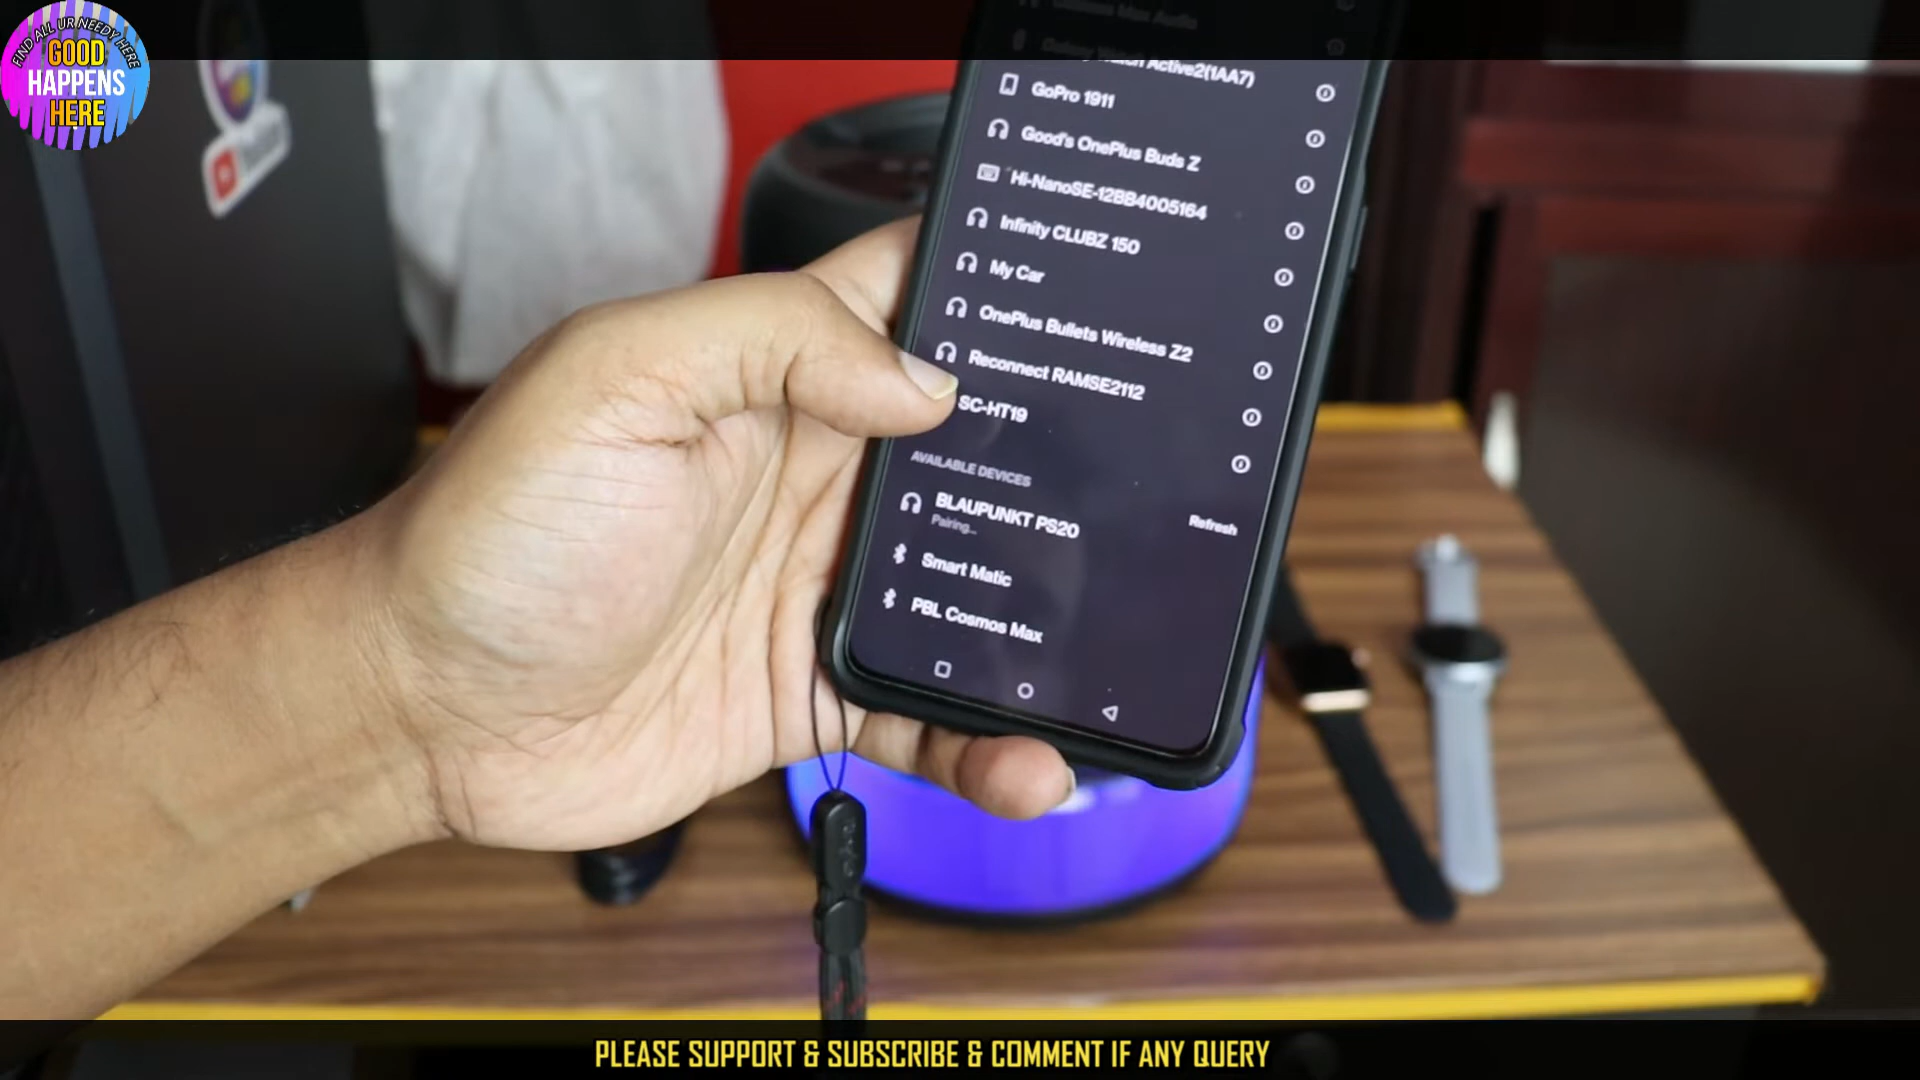 FIND ALL UR NEEDY HERE
GOOD
HAPPENS
HERE
Galaxy Watch Active2(1AA7)
GoPro 1911
Good's OnePlus Buds Z
Hi-NanoSE-12BB4005164
Infinity CLUBZ 150
My Car
OnePlus Bullets Wireless Z2
Reconnect RAMSE2112
SC-HT19
AVAILABLE DEVICES
Refresh
BLAUPUNKT PS20
Pairing...
Smart Matic
PBL Cosmos Max
PLEASE SUPPORT & SUBSCRIBE & COMMENT IF ANY QUERY